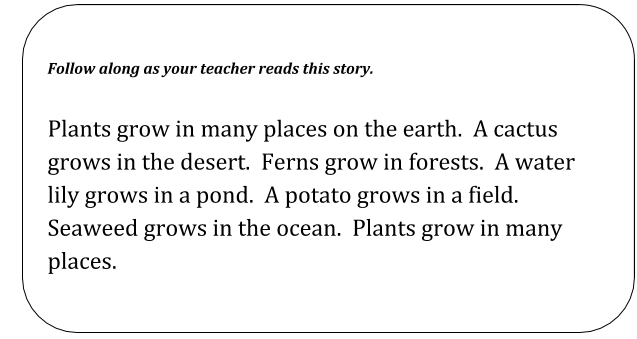 Follow along as your teacher reads this story.
Plants grow in many places on the earth.  A cactus
grows in the desert.  Ferns grow in forests.  A water
lily grows in a pond.  A potato grows in a field.
Seaweed grows in the ocean.  Plants grow in many
places.